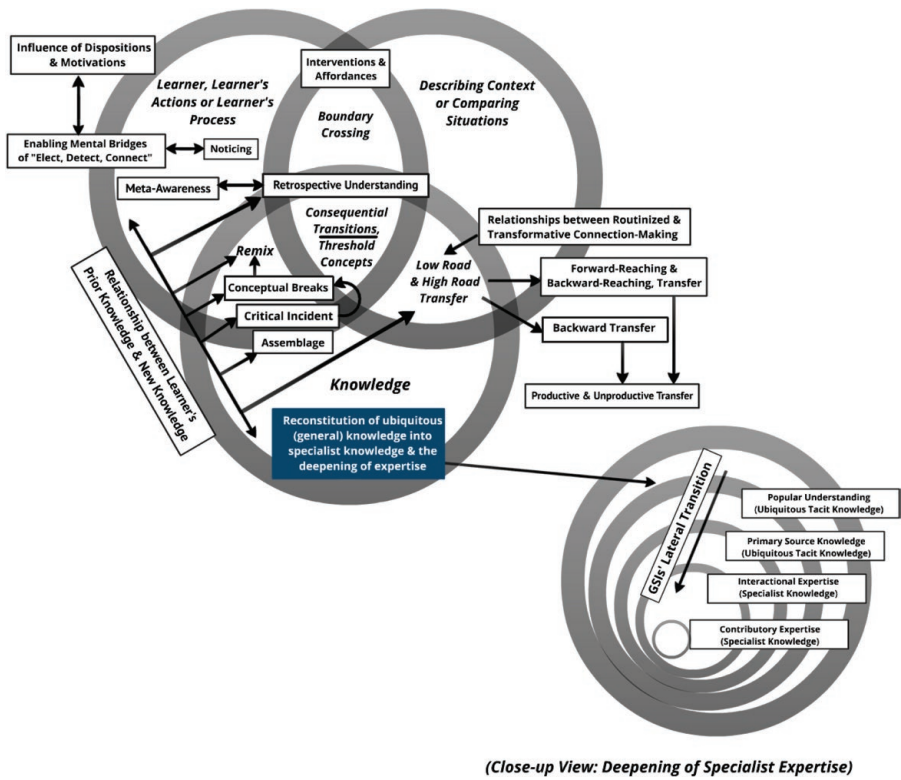 Influence of Dispositions
& Motivations
Enabling Mental Bridges
of "Elect, Detect, Connect"
Noticing
Learner, Learner's
Actions or Learner's
Process
Interventions &
Affordances
Boundary
Crossing
Describing Context
or Comparing
Situations
Meta-Awareness
Retrospective Understanding
Consequential
Transitions,
Threshold
Concepts
Remix
Conceptual Breaks
Critical Incident
Assemblage
Relationship between Learner's
Prior Knowledge & New Knowledge
Low Road
& High Road
Transfer
Relationships between Routinized &
Transformative Connection-Making
Forward-Reaching &
Backward-Reaching, Transfer
Backward Transfer
Productive & Unproductive Transfer
Knowledge
Reconstitution of ubiquitous
(general) knowledge into
specialist knowledge & the
deepening of expertise
GSIs' Lateral Transition
Popular Understanding
(Ubiquitous Tacit Knowledge)
Primary Source Knowledge
(Ubiquitous Tacit Knowledge)
Interactional Expertise
(Specialist Knowledge)
Contributory Expertise
(Specialist Knowledge)
(Close-up View: Deepening of Specialist Expertise)